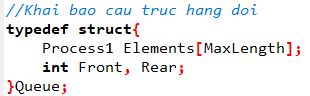 //Khai bao cau truc hang doi
typedef struct{
    Process1 Elements[MaxLength];
    int Front, Rear;
}Queue;